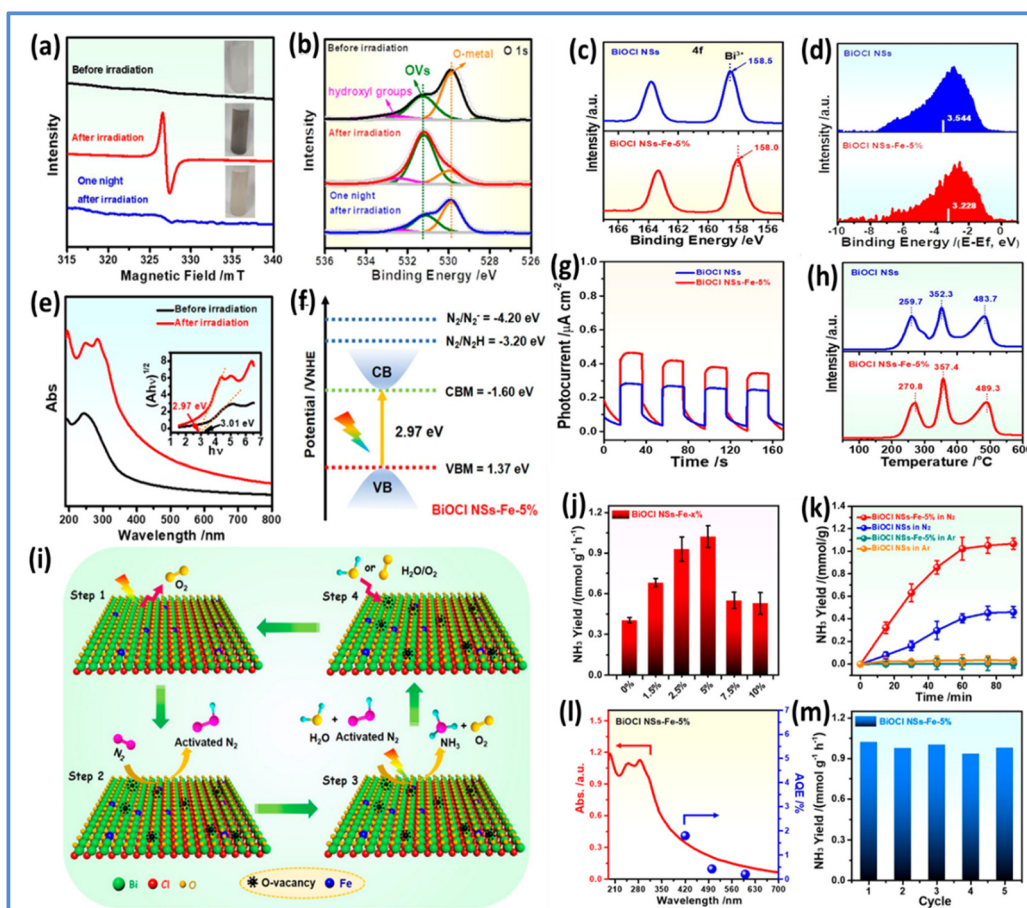 (a)
Before irradiation
After irradiation
One night
after irradiation
Intensity
315 320 325 330 335 340
Magnetic Field /mT
(b)
Before irradiation
O 1s
OVs
O-metal
hydroxyl groups
After irradiation
One night
after irradiation
Intensity
536 534 532 530 528 526
Binding Energy /eV
(c)
BiOCl NSs
4f
Bi³⁺
158.5
BiOCl NSs-Fe-5%
158.0
Intensity/a.u.
166 164 162 160 158 156
Binding Energy /eV
(d)
BiOCl NSs
3.544
BiOCl NSs-Fe-5%
3.228
Intensity /a.u.
-10 -8 -6 -4 -2 0
Binding Energy /(E-Ef, eV)
(e)
Before irradiation
After irradiation
Abs
(Ahν)^1/2
8
6
4
2
0
2.97 eV
3.01 eV
1 2 3 4 5 6 7
hν
200 300 400 500 600 700 800
Wavelength /nm
(f)
N₂/N₂⁻ = -4.20 eV
N₂/N₂H = -3.20 eV
CB
CBM = -1.60 eV
2.97 eV
VBM = 1.37 eV
VB
BiOCl NSs-Fe-5%
Potential /VNHE
(g)
BiOCl NSs
BiOCl NSs-Fe-5%
Photocurrent /μA cm⁻²
1.0
0.8
0.6
0.4
0.2
0.0
0 40 80 120 160
Time /s
(h)
BiOCl NSs
259.7
352.3
483.7
BiOCl NSs-Fe-5%
270.8
357.4
489.3
Intensity /a.u.
0 100 200 300 400 500 600
Temperature /°C
(i)
Step 1
O₂
Step 4
or
H₂O/O₂
N₂
Activated N₂
Step 2
H₂O
+
Activated N₂
NH₃
+
O₂
Step 3
Bi
Cl
O
O-vacancy
Fe
(j)
BiOCl NSs-Fe-x%
NH₃ Yield /(mmol g⁻¹ h⁻¹)
1.2
0.9
0.6
0.3
0.0
0% 1.5% 2.5% 5% 7.5% 10%
(k)
BiOCl NSs-Fe-5% in N₂
BiOCl NSs in N₂
BiOCl NSs-Fe-5% in Ar
BiOCl NSs in Ar
NH₃ Yield /(mmol/g)
1.6
1.2
0.8
0.4
0.0
0 20 40 60 80
Time /min
(l)
BiOCl NSs-Fe-5%
Abs. /a.u.
1.5
1.2
0.9
0.6
0.3
0.0
AQE /%
7
6
5
4
3
2
1
0
210 280 350 420 490 560 630 700
Wavelength /nm
(m)
BiOCl NSs-Fe-5%
NH₃ Yield /(mmol g⁻¹ h⁻¹)
1.2
0.9
0.6
0.3
0.0
1 2 3 4 5
Cycle